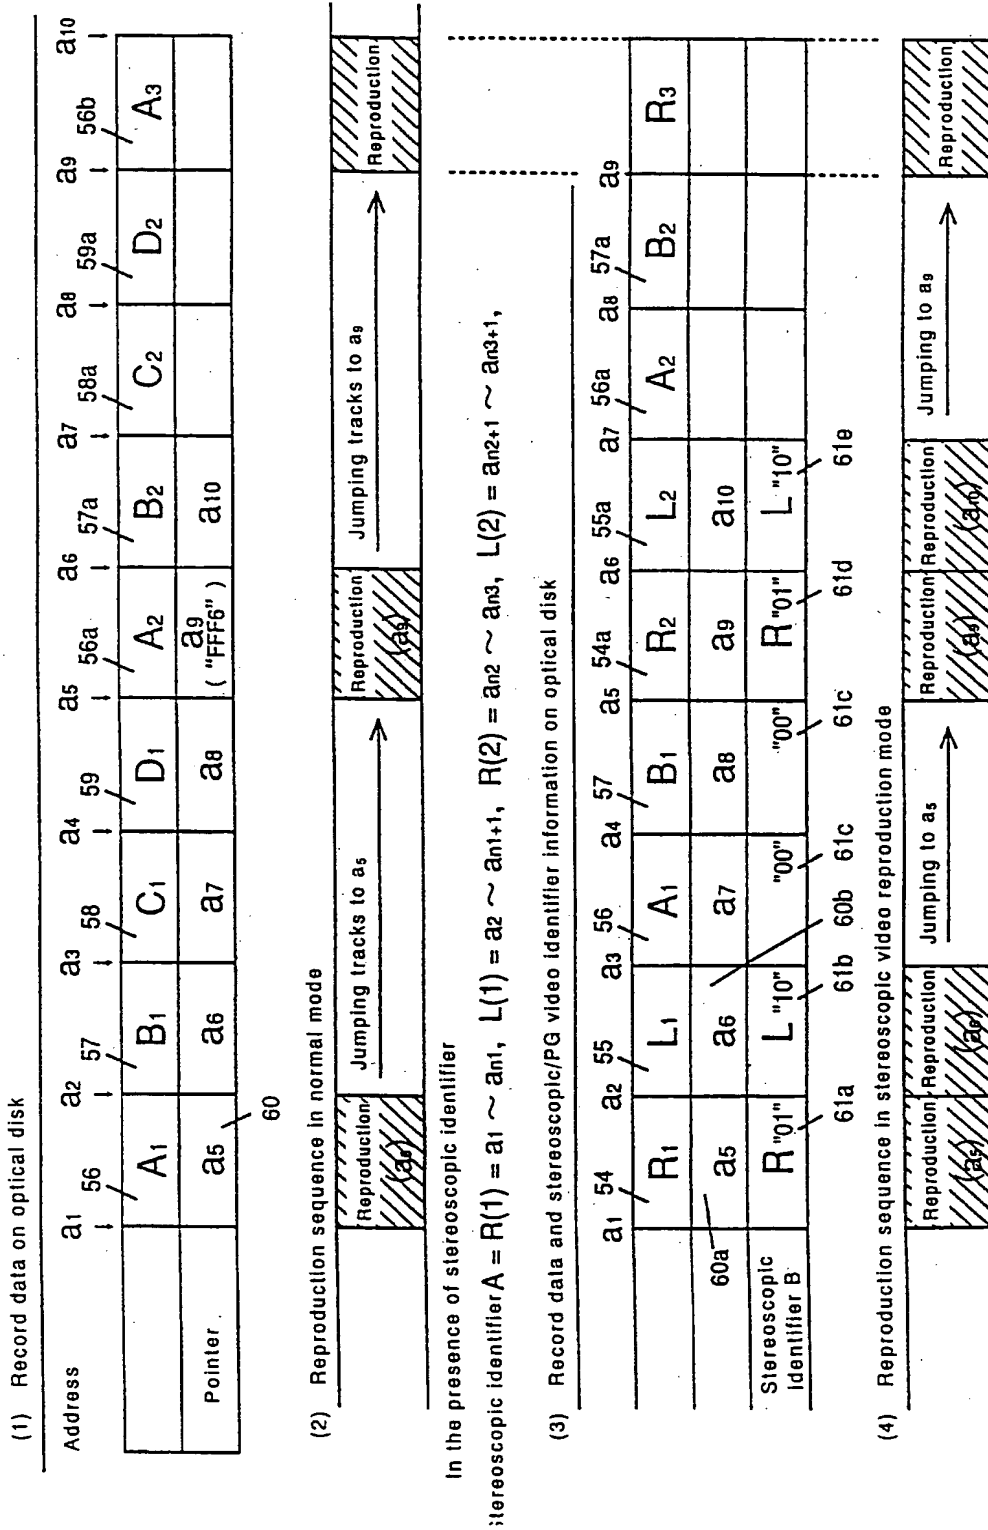 (1) Record data on optical disk
Address a1 a2 a3 a4 a5 a6 a7 a8 a9 a10
56 57 58 59 56a 57a 58a 59a 56b
A1 B1 C1 D1 A2 B2 C2 D2 A3
Pointer a5 a6 a7 a8 a9 ("FFF6") a10
60
(2) Reproduction sequence in normal mode
Reproduction (a5) Jumping tracks to a5 Reproduction (a9) Jumping tracks to a9 Reproduction
In the presence of stereoscopic identifier
Stereoscopic identifier A = R(1) = a1 ~ an1, L(1) = a2 ~ an1+1, R(2) = an2 ~ an3, L(2) = an2+1 ~ an3+1,
(3) Record data and stereoscopic/PG video identifier information on optical disk
a1 a2 a3 a4 a5 a6 a7 a8 a9
54 55 56 57 54a 55a 56a 57a
R1 L1 A1 B1 R2 L2 A2 B2 R3
60a a5 a6 a7 a8 a9 a10
Stereoscopic identifier B R "01" L "10" "00" "00" R "01" L "10"
61a 61b 60b 61c 61c 61d 61e
(4) Reproduction sequence in stereoscopic video reproduction mode
Reproduction (a5) Reproduction (a6) Jumping to a5 Reproduction (a9) Reproduction (a10) Jumping to a9 Reproduction